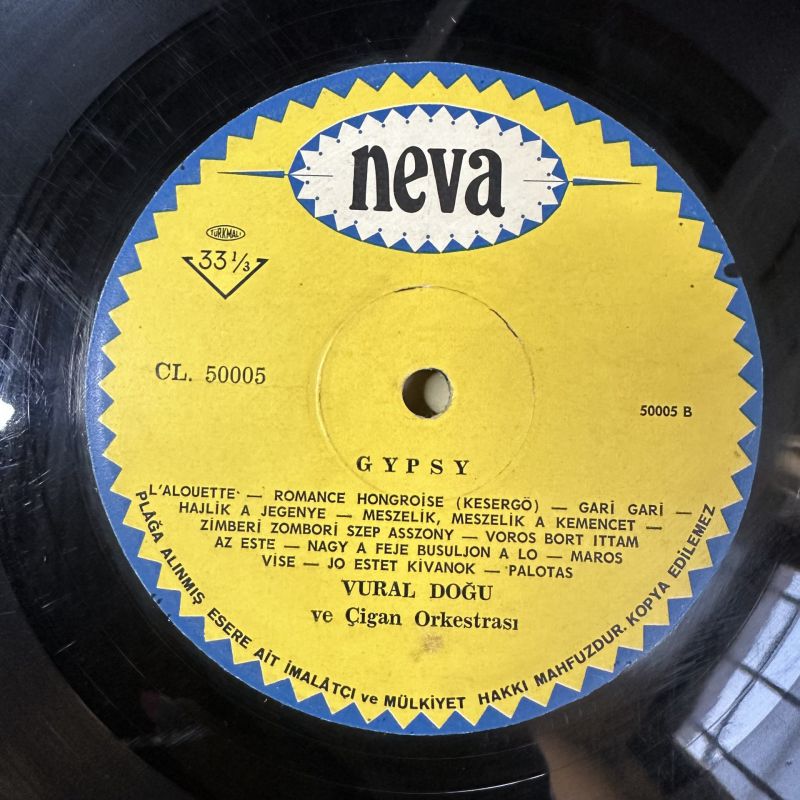 neva
TÜRKMALI
33 1/3
CL. 50005
50005 B
GYPSY
L'ALOUETTE — ROMANCE HONGROİSE (KESERGÖ) — GARİ GARİ —
HAJLİK A JEGENYE — MESZELİK, MESZELİK A KEMENCET —
ZİMBERİ ZOMBORİ SZEP ASSZONY — VOROS BORT ITTAM
AZ ESTE — NAGY A FEJE BUSULJON A LO — MAROS
VİSE — JO ESTET KİVANOK — PALOTAS
VURAL DOĞU
ve Çigan Orkestrası
PLAĞA ALINMIŞ ESERE AİT İMALÂTÇI ve MÜLKİYET HAKKI MAHFUZDUR. KOPYA EDİLEMEZ